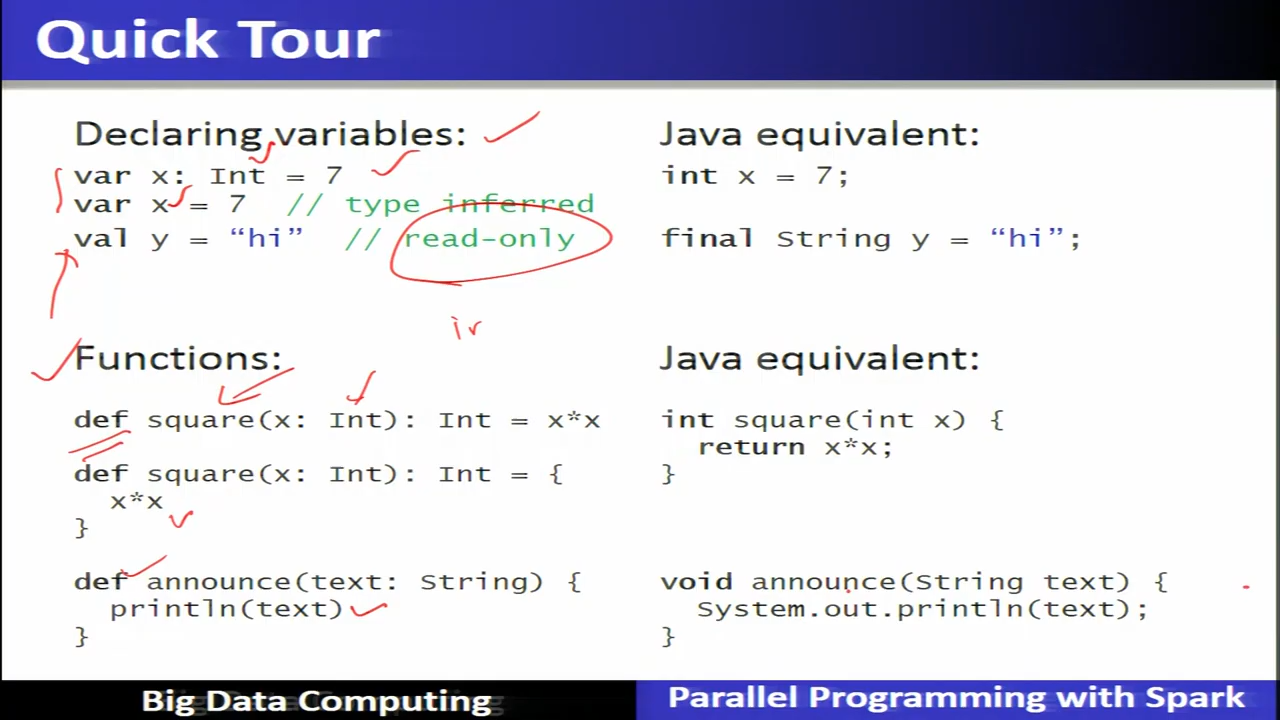 Quick Tour
Declaring variables:
var x: Int = 7
var x = 7 // type inferred
val y = “hi” // read-only
Java equivalent:
int x = 7;
final String y = “hi”;
ir
Functions:
def square(x: Int): Int = x*x
def square(x: Int): Int = {
x*x
}
def announce(text: String) {
println(text)
}
Java equivalent:
int square(int x) {
return x*x;
}
void announce(String text) {
System.out.println(text);
}
Big Data Computing
Parallel Programming with Spark